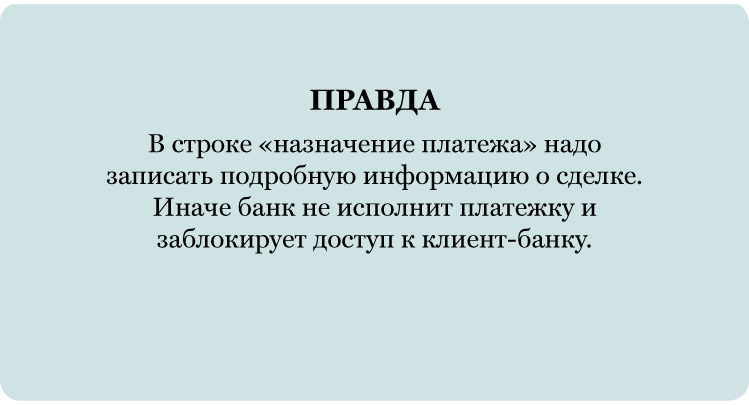 ПРАВДА
В строке «назначение платежа» надо
записать подробную информацию о сделке.
Иначе банк не исполнит платежку и
заблокирует доступ к клиент-банку.